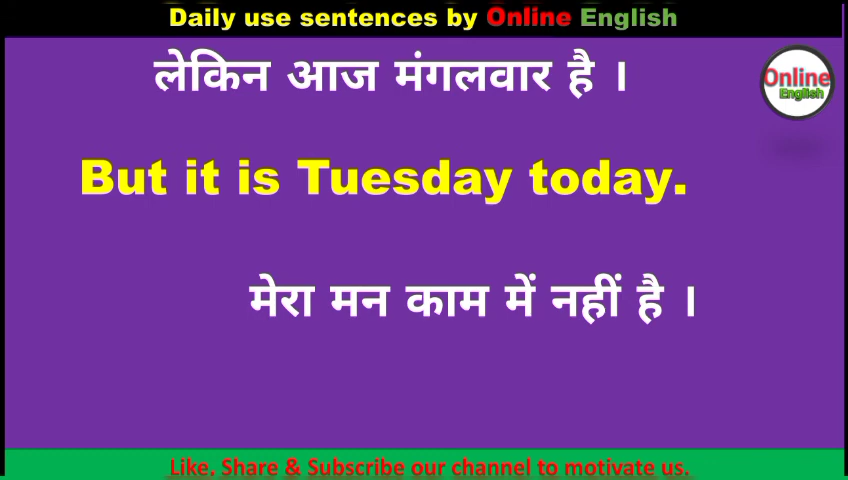 Daily use sentences by Online English
लेकिन आज मंगलवार है ।
Online
English
But it is Tuesday today.
मेरा मन काम में नहीं है ।
Like. Share & Subscribe our channel to motivate us.